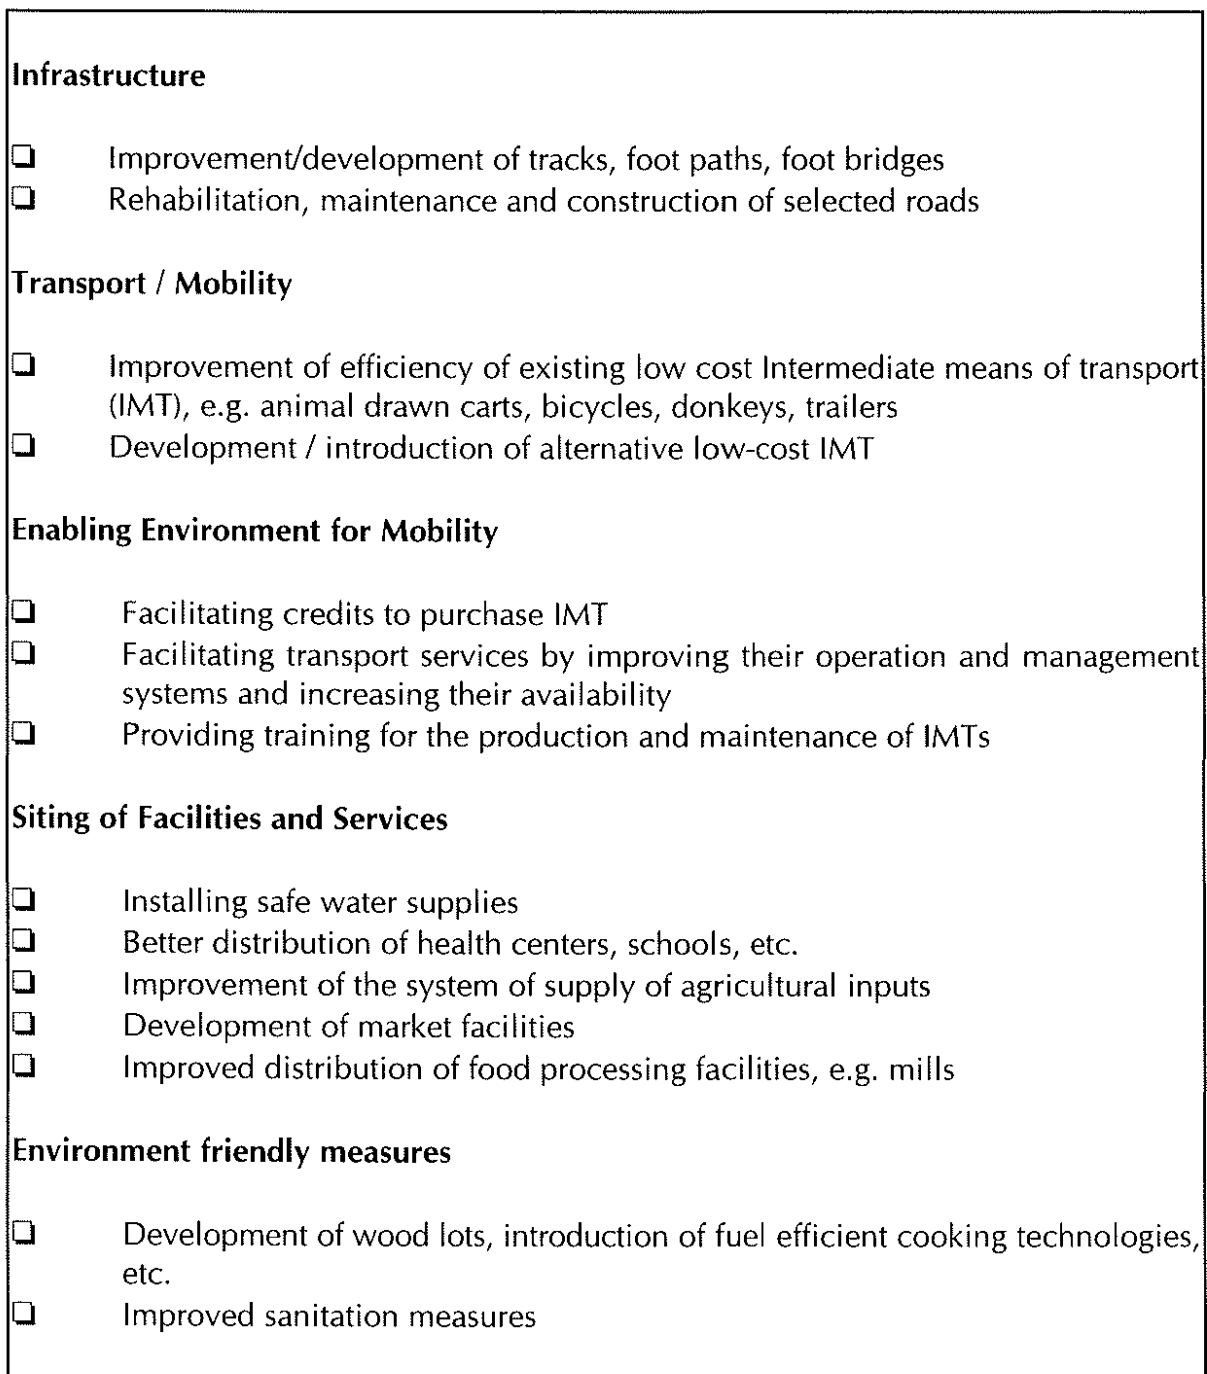 Infrastructure
❏ Improvement/development of tracks, foot paths, foot bridges
❏ Rehabilitation, maintenance and construction of selected roads
Transport / Mobility
❏ Improvement of efficiency of existing low cost Intermediate means of transport
(IMT), e.g. animal drawn carts, bicycles, donkeys, trailers
❏ Development / introduction of alternative low-cost IMT
Enabling Environment for Mobility
❏ Facilitating credits to purchase IMT
❏ Facilitating transport services by improving their operation and management
systems and increasing their availability
❏ Providing training for the production and maintenance of IMTs
Siting of Facilities and Services
❏ Installing safe water supplies
❏ Better distribution of health centers, schools, etc.
❏ Improvement of the system of supply of agricultural inputs
❏ Development of market facilities
❏ Improved distribution of food processing facilities, e.g. mills
Environment friendly measures
❏ Development of wood lots, introduction of fuel efficient cooking technologies,
etc.
❏ Improved sanitation measures